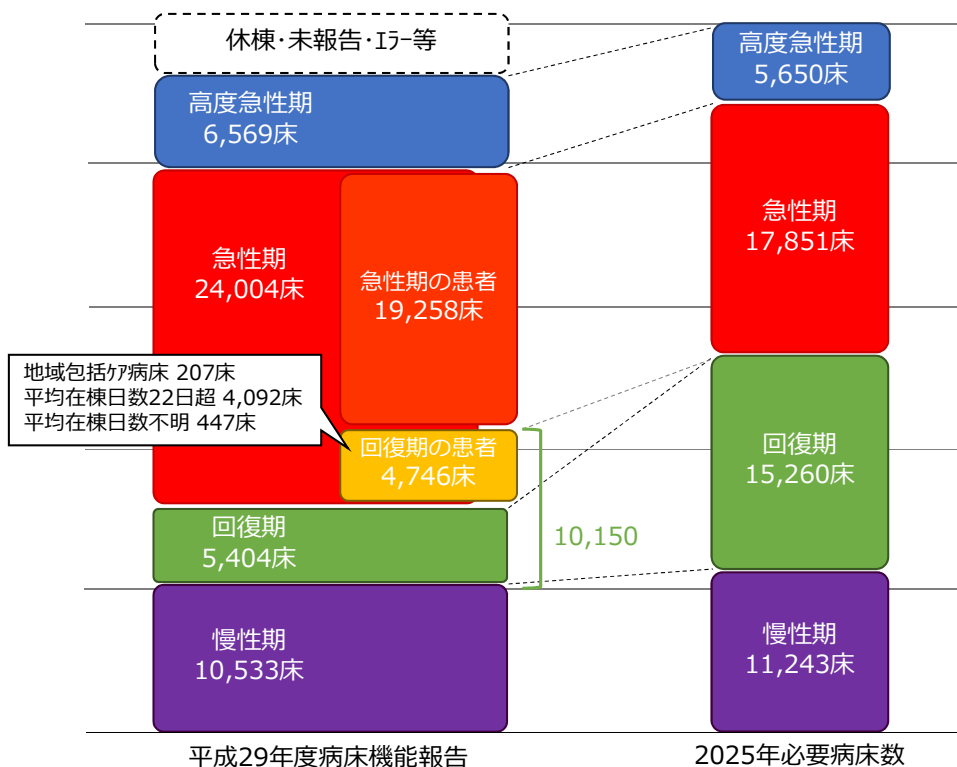 休棟・未報告・ｴﾗｰ等
高度急性期
6,569床
急性期
24,004床
急性期の患者
19,258床
地域包括ｹｱ病床 207床
平均在棟日数22日超 4,092床
平均在棟日数不明 447床
回復期の患者
4,746床
回復期
5,404床
10,150
慢性期
10,533床
平成29年度病床機能報告
高度急性期
5,650床
急性期
17,851床
回復期
15,260床
慢性期
11,243床
2025年必要病床数